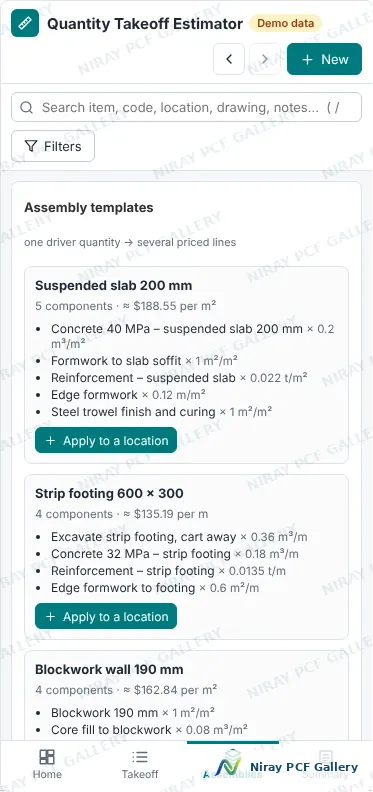 Quantity Takeoff Estimator Demo data
New
Search item, code, location, drawing, notes... ( /
Filters
Assembly templates
one driver quantity → several priced lines
Suspended slab 200 mm
5 components · ≈ $188.55 per m²
• Concrete 40 MPa – suspended slab 200 mm × 0.2
m³/m²
• Formwork to slab soffit × 1 m²/m²
• Reinforcement – suspended slab × 0.022 t/m²
• Edge formwork × 0.12 m/m²
• Steel trowel finish and curing × 1 m²/m²
+ Apply to a location
Strip footing 600 × 300
4 components · ≈ $135.19 per m
• Excavate strip footing, cart away × 0.36 m³/m
• Concrete 32 MPa – strip footing × 0.18 m³/m
• Reinforcement – strip footing × 0.0135 t/m
• Edge formwork to footing × 0.6 m²/m
+ Apply to a location
Blockwork wall 190 mm
4 components · ≈ $162.84 per m²
• Blockwork 190 mm × 1 m²/m²
• Core fill to blockwork × 0.08 m³/m²
Home Takeoff Assemblies Summary
Niray PCF Gallery
NIRAY PCF GALLERY